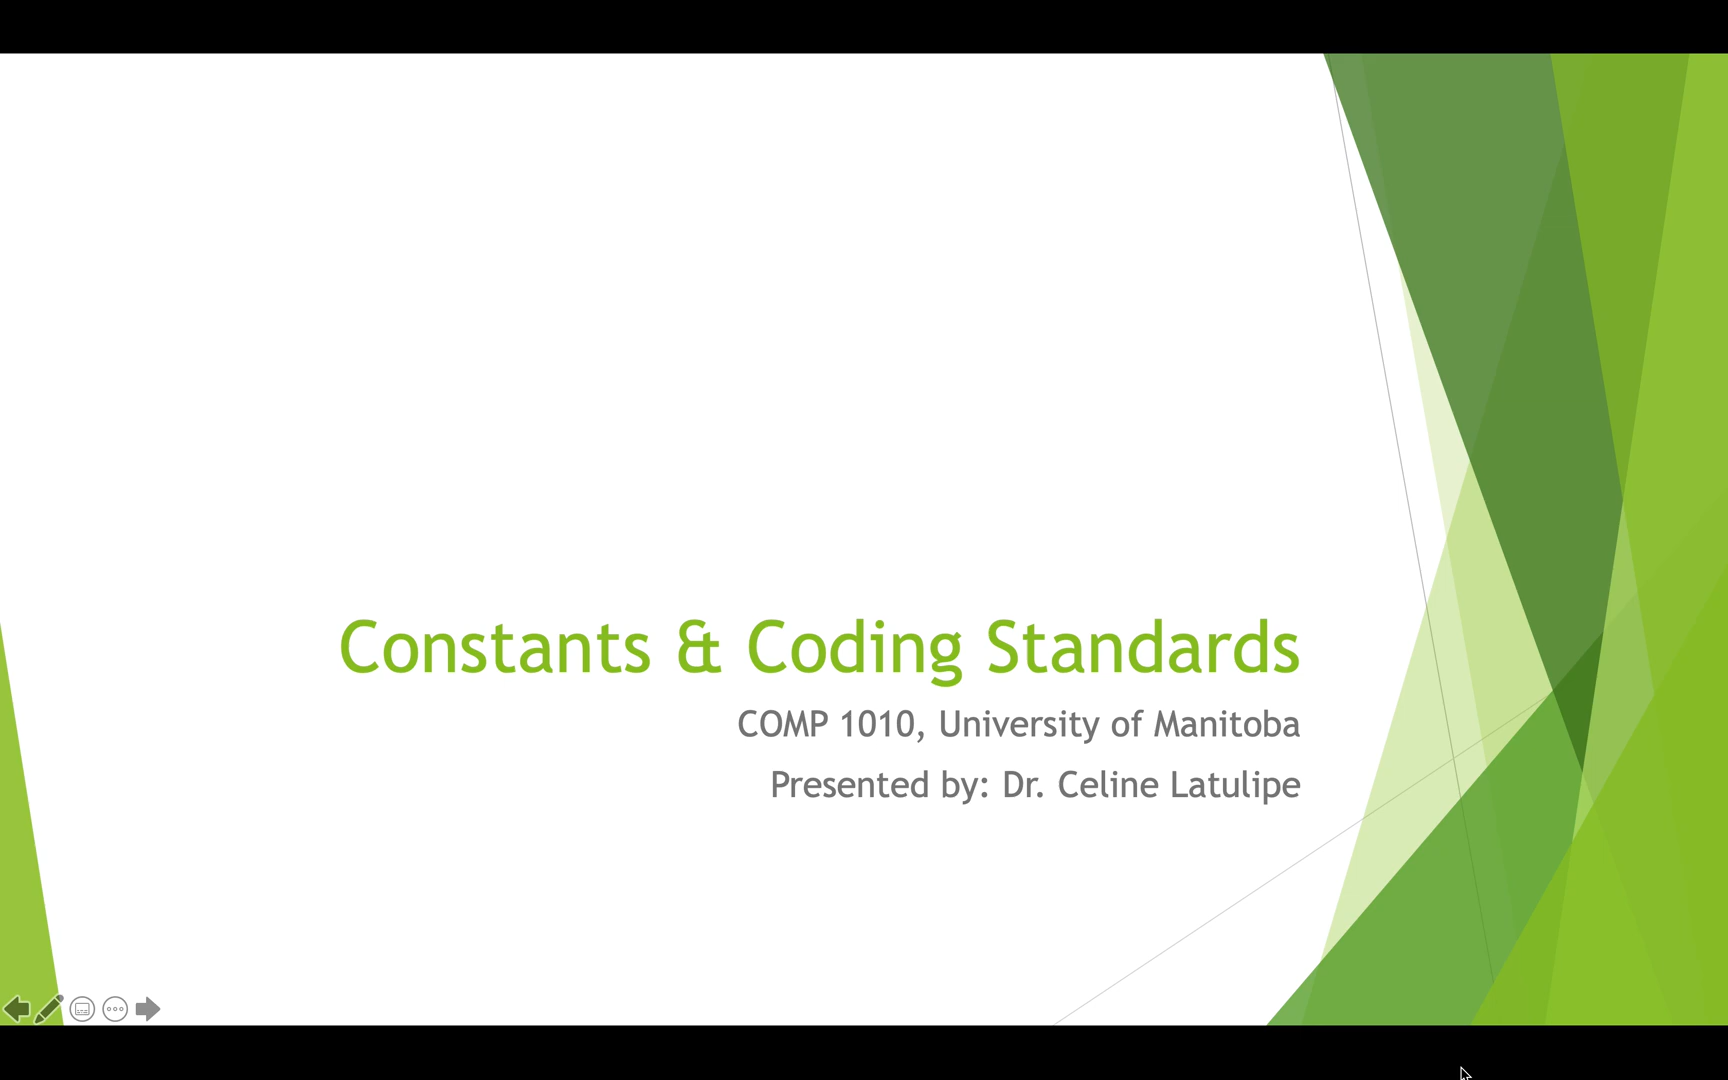 Constants & Coding Standards
COMP 1010, University of Manitoba
Presented by: Dr. Celine Latulipe